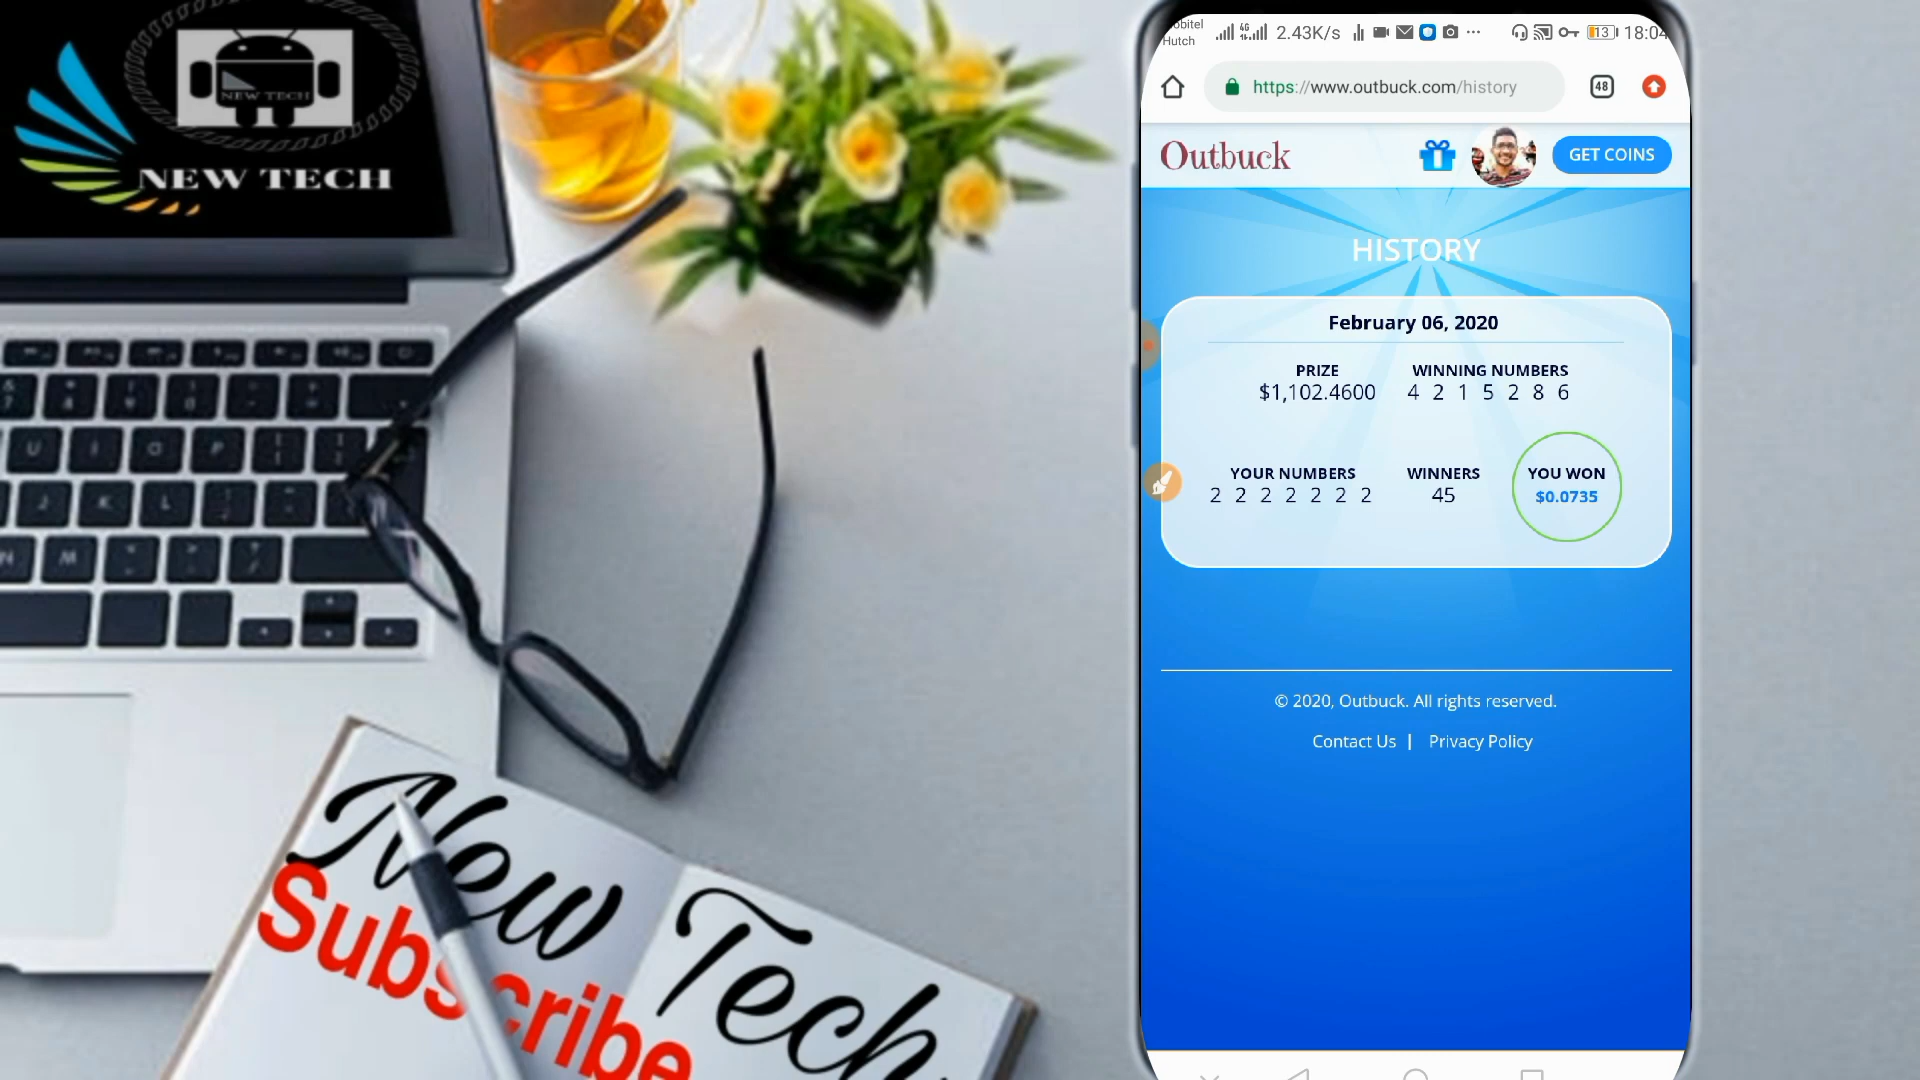 NEW TECH
NEW TECH
New Tech
Subscribe
Hutch
2.43K/s
13
18:04
https://www.outbuck.com/history
48
Outbuck
GET COINS
HISTORY
February 06, 2020
PRIZE
WINNING NUMBERS
$1,102.4600
4 2 1 5 2 8 6
YOUR NUMBERS
WINNERS
YOU WON
2 2 2 2 2 2 2
45
$0.0735
© 2020, Outbuck. All rights reserved.
Contact Us | Privacy Policy